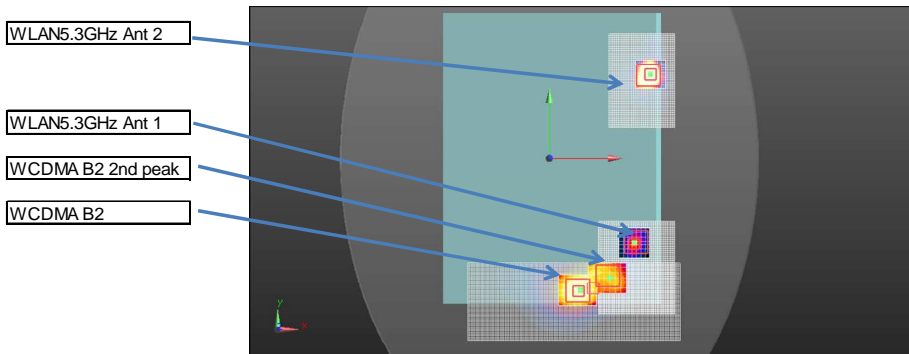 WLAN5.3GHz Ant 2
WLAN5.3GHz Ant 1
WCDMA B2 2nd peak
WCDMA B2
y
x